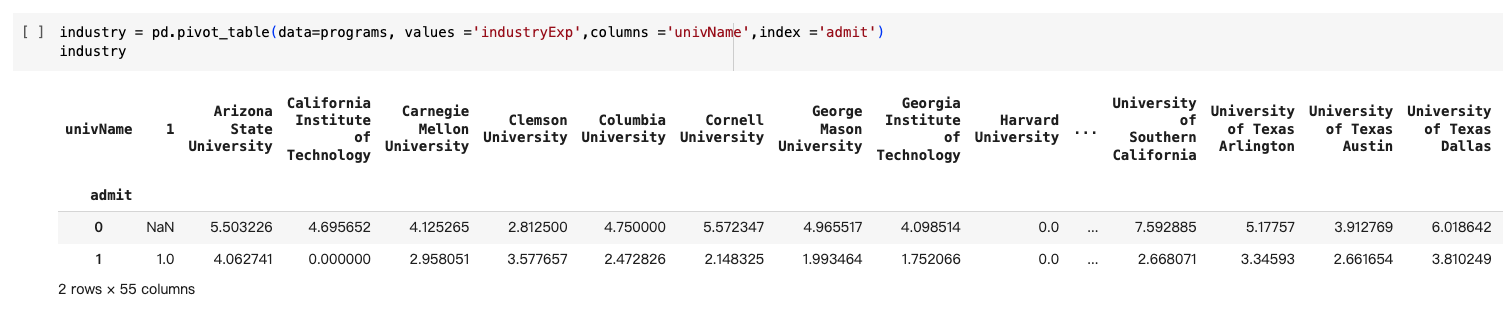 [ ] industry = pd.pivot_table(data=programs, values ='industryExp',columns ='univName',index ='admit')
industry
univName 1 Arizona State University California Institute of Technology Carnegie Mellon University Clemson University Columbia University Cornell University George Mason University Georgia Institute of Technology Harvard University ... University of Southern California University of Texas Arlington University of Texas Austin University of Texas Dallas
admit
0 NaN 5.503226 4.695652 4.125265 2.812500 4.750000 5.572347 4.965517 4.098514 0.0 ... 7.592885 5.17757 3.912769 6.018642
1 1.0 4.062741 0.000000 2.958051 3.577657 2.472826 2.148325 1.993464 1.752066 0.0 ... 2.668071 3.34593 2.661654 3.810249
2 rows × 55 columns